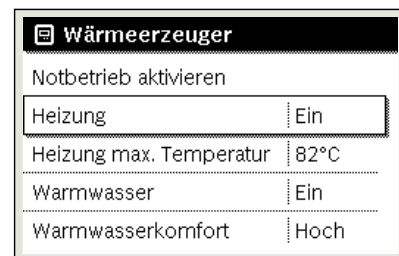 Wärmeerzeuger
Notbetrieb aktivieren
Heizung Ein
Heizung max. Temperatur 82°C
Warmwasser Ein
Warmwasserkomfort Hoch